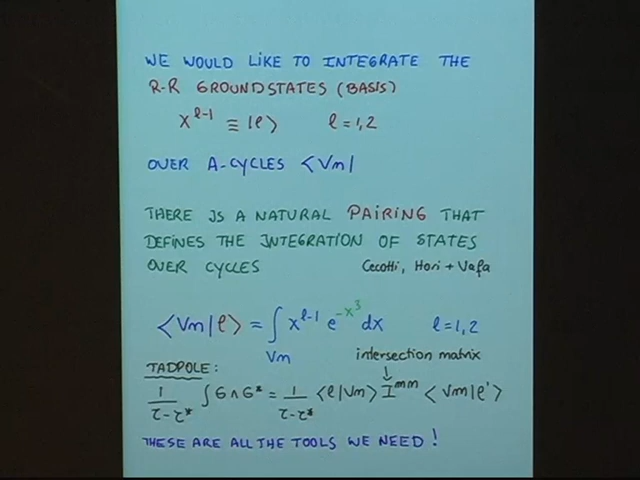 WE WOULD LIKE TO INTEGRATE THE
R-R GROUNDSTATES (BASIS)
x^{l-1} ≡ |l> l = 1,2
OVER A-CYCLES <Vm|
THERE IS A NATURAL PAIRING THAT
DEFINES THE INTEGRATION OF STATES
OVER CYCLES Cecotti, Hori + Vafa
<Vm|l> = ∫_{Vm} x^{l-1} e^{-x^3} dx l = 1,2
intersection matrix
TADPOLE: ↓
1/(τ-τ*) ∫ G ∧ G* = 1/(τ-τ*) <l|Vm> I^{mm} <Vm|l'>
THESE ARE ALL THE TOOLS WE NEED!